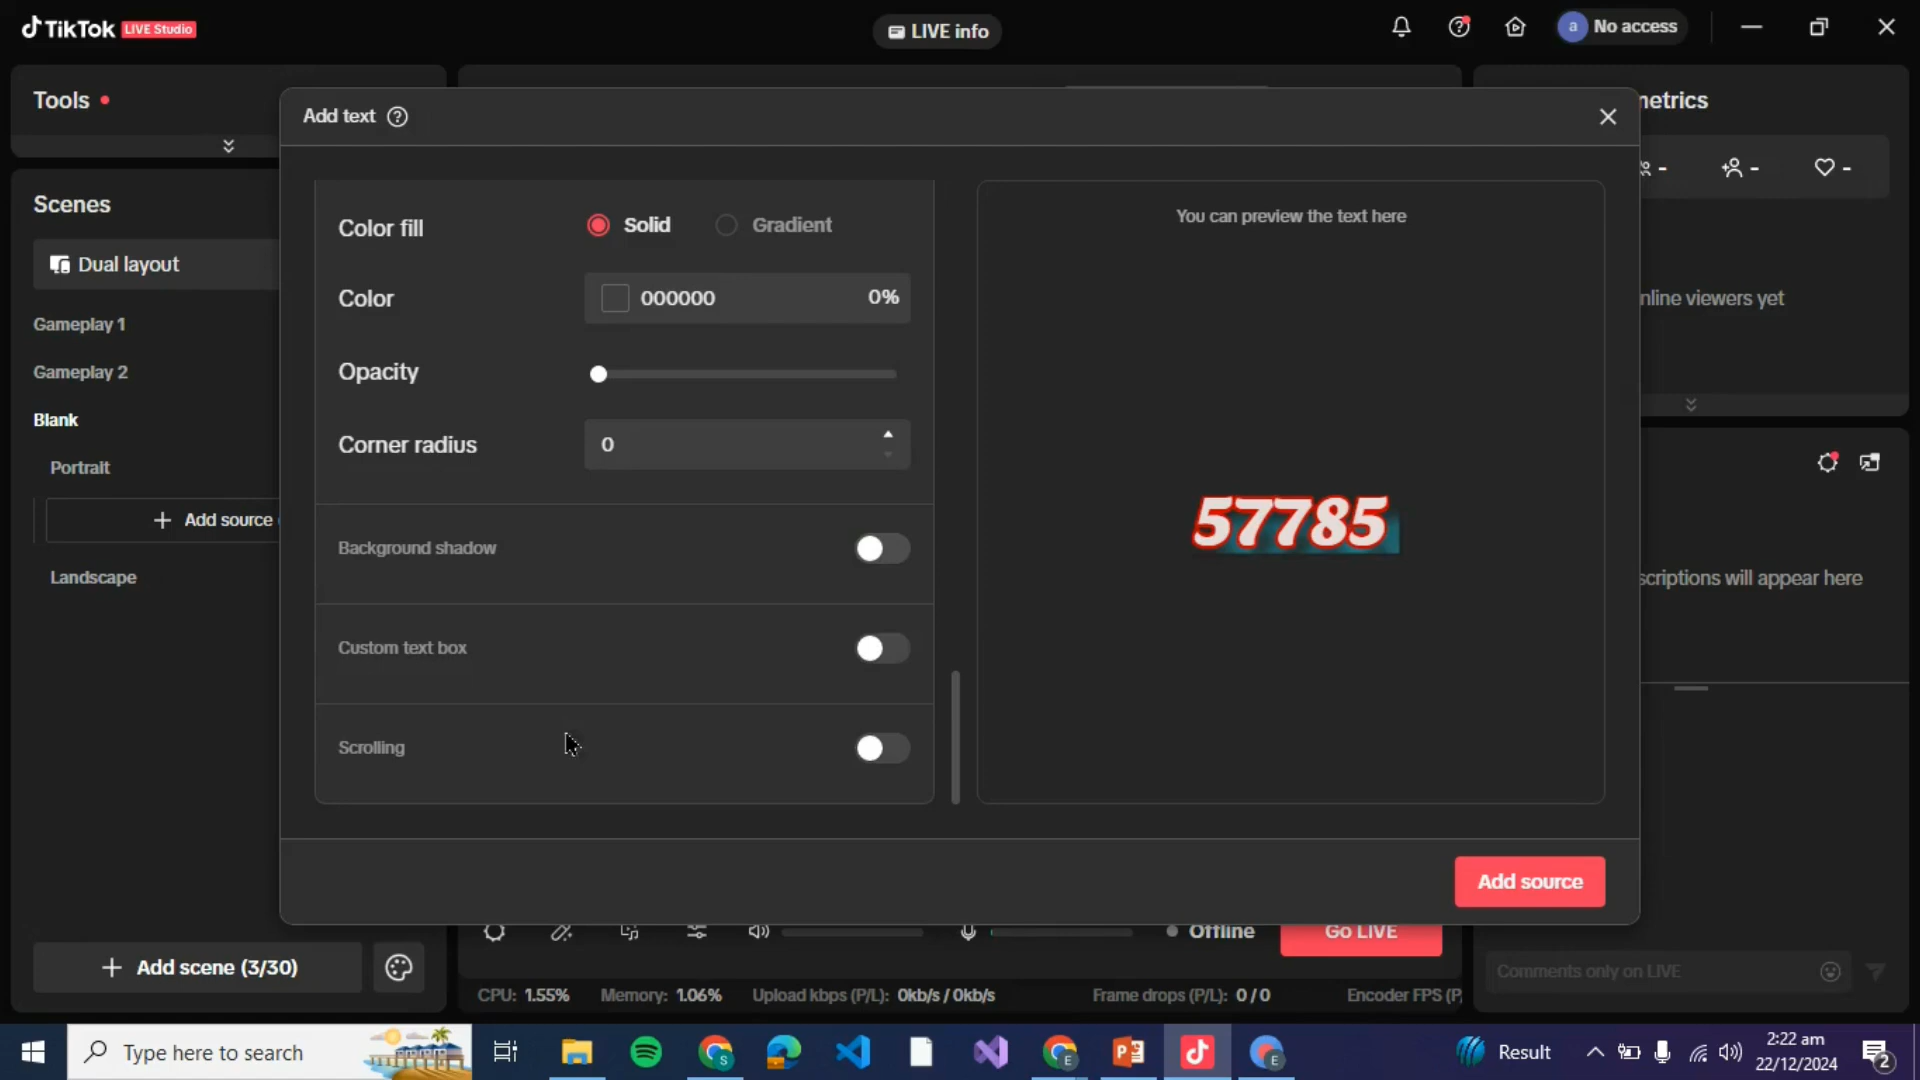 TikTok LIVE Studio
LIVE info
a No access
Tools
Scenes
Dual layout
Gameplay 1
Gameplay 2
Blank
Portrait
Add source
Landscape
Add scene (3/30)
Add text
Color fill
Solid
Gradient
Color
000000
0%
Opacity
Corner radius
0
Background shadow
Custom text box
Scrolling
You can preview the text here
57785
Add source
etrics
-
-
-
nline viewers yet
scriptions will appear here
Comments only on LIVE
Offline
Go LIVE
CPU: 1.55%
Memory: 1.06%
Upload kbps (P/L): 0kb/s / 0kb/s
Frame drops (P/L): 0 / 0
Encoder FPS (P
Type here to search
Result
2:22 am
22/12/2024
2